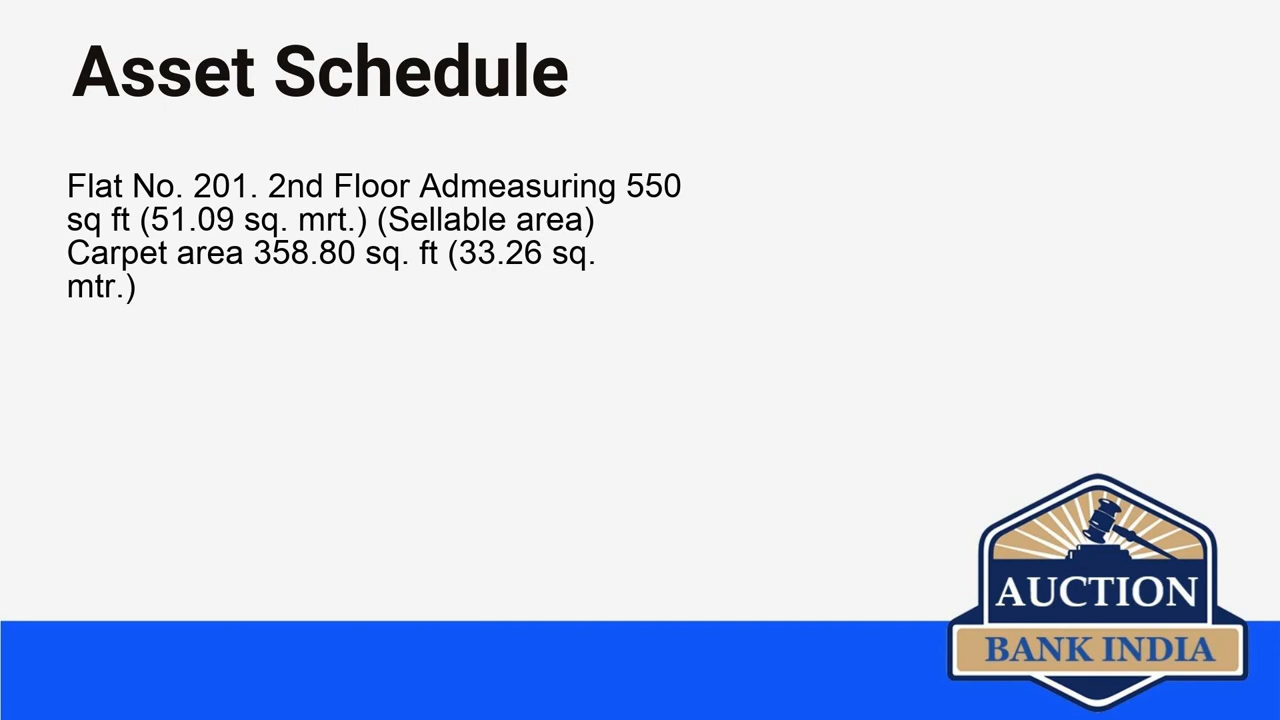 Asset Schedule
Flat No. 201. 2nd Floor Admeasuring 550
sq ft (51.09 sq. mrt.) (Sellable area)
Carpet area 358.80 sq. ft (33.26 sq.
mtr.)
AUCTION
BANK INDIA